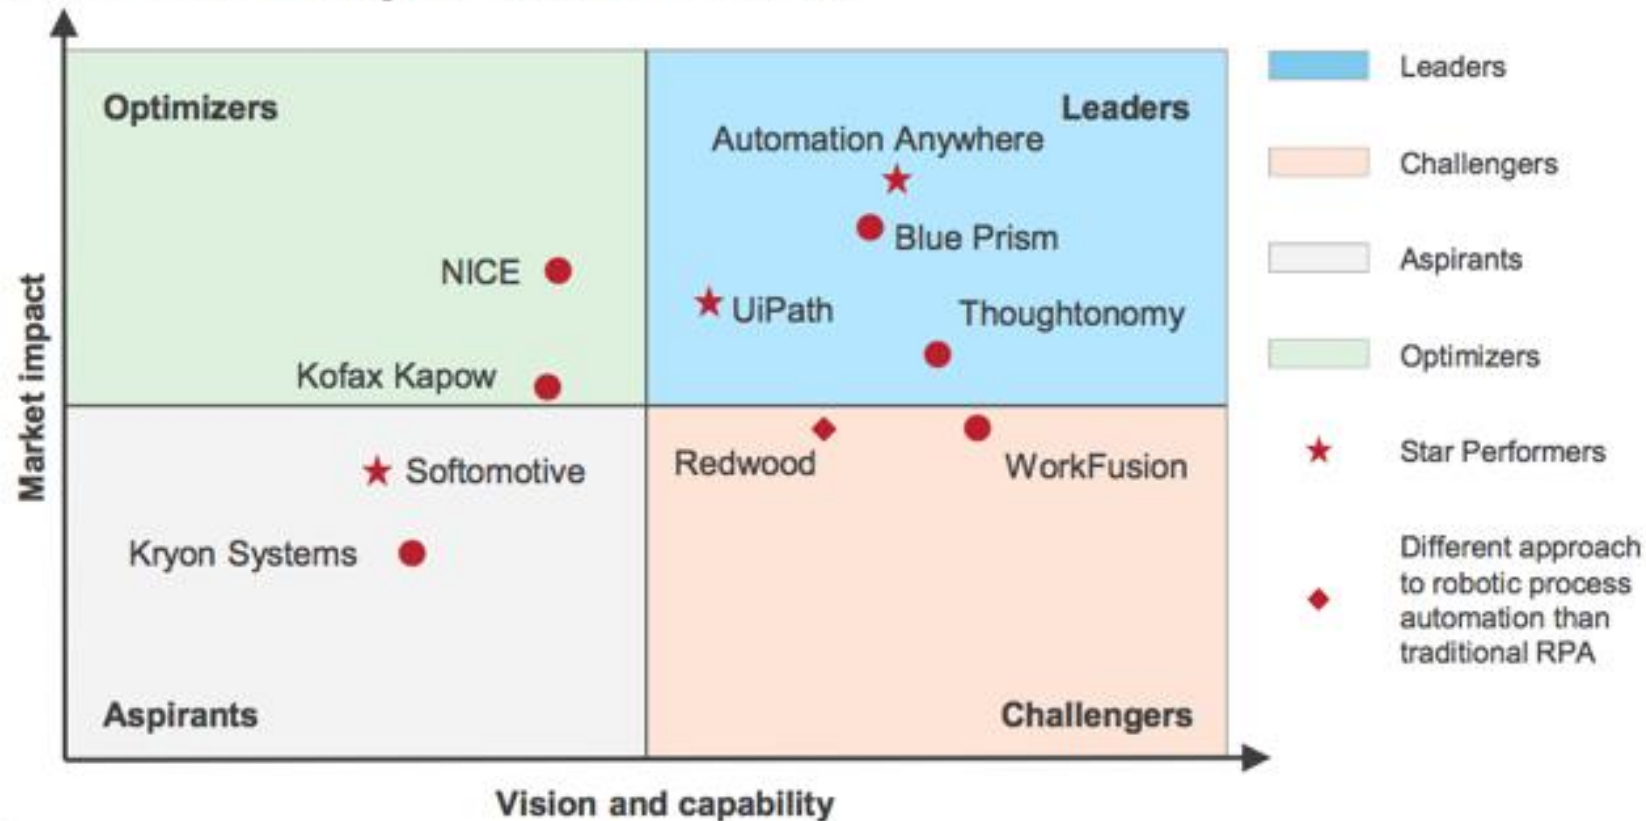 Optimizers
Leaders
Automation Anywhere
Blue Prism
NICE
UiPath
Thoughtonomy
Kofax Kapow
Redwood
WorkFusion
Softomotive
Kryon Systems
Aspirants
Challengers
Market impact
Vision and capability
Leaders
Challengers
Aspirants
Optimizers
Star Performers
Different approach
to robotic process
automation than
traditional RPA